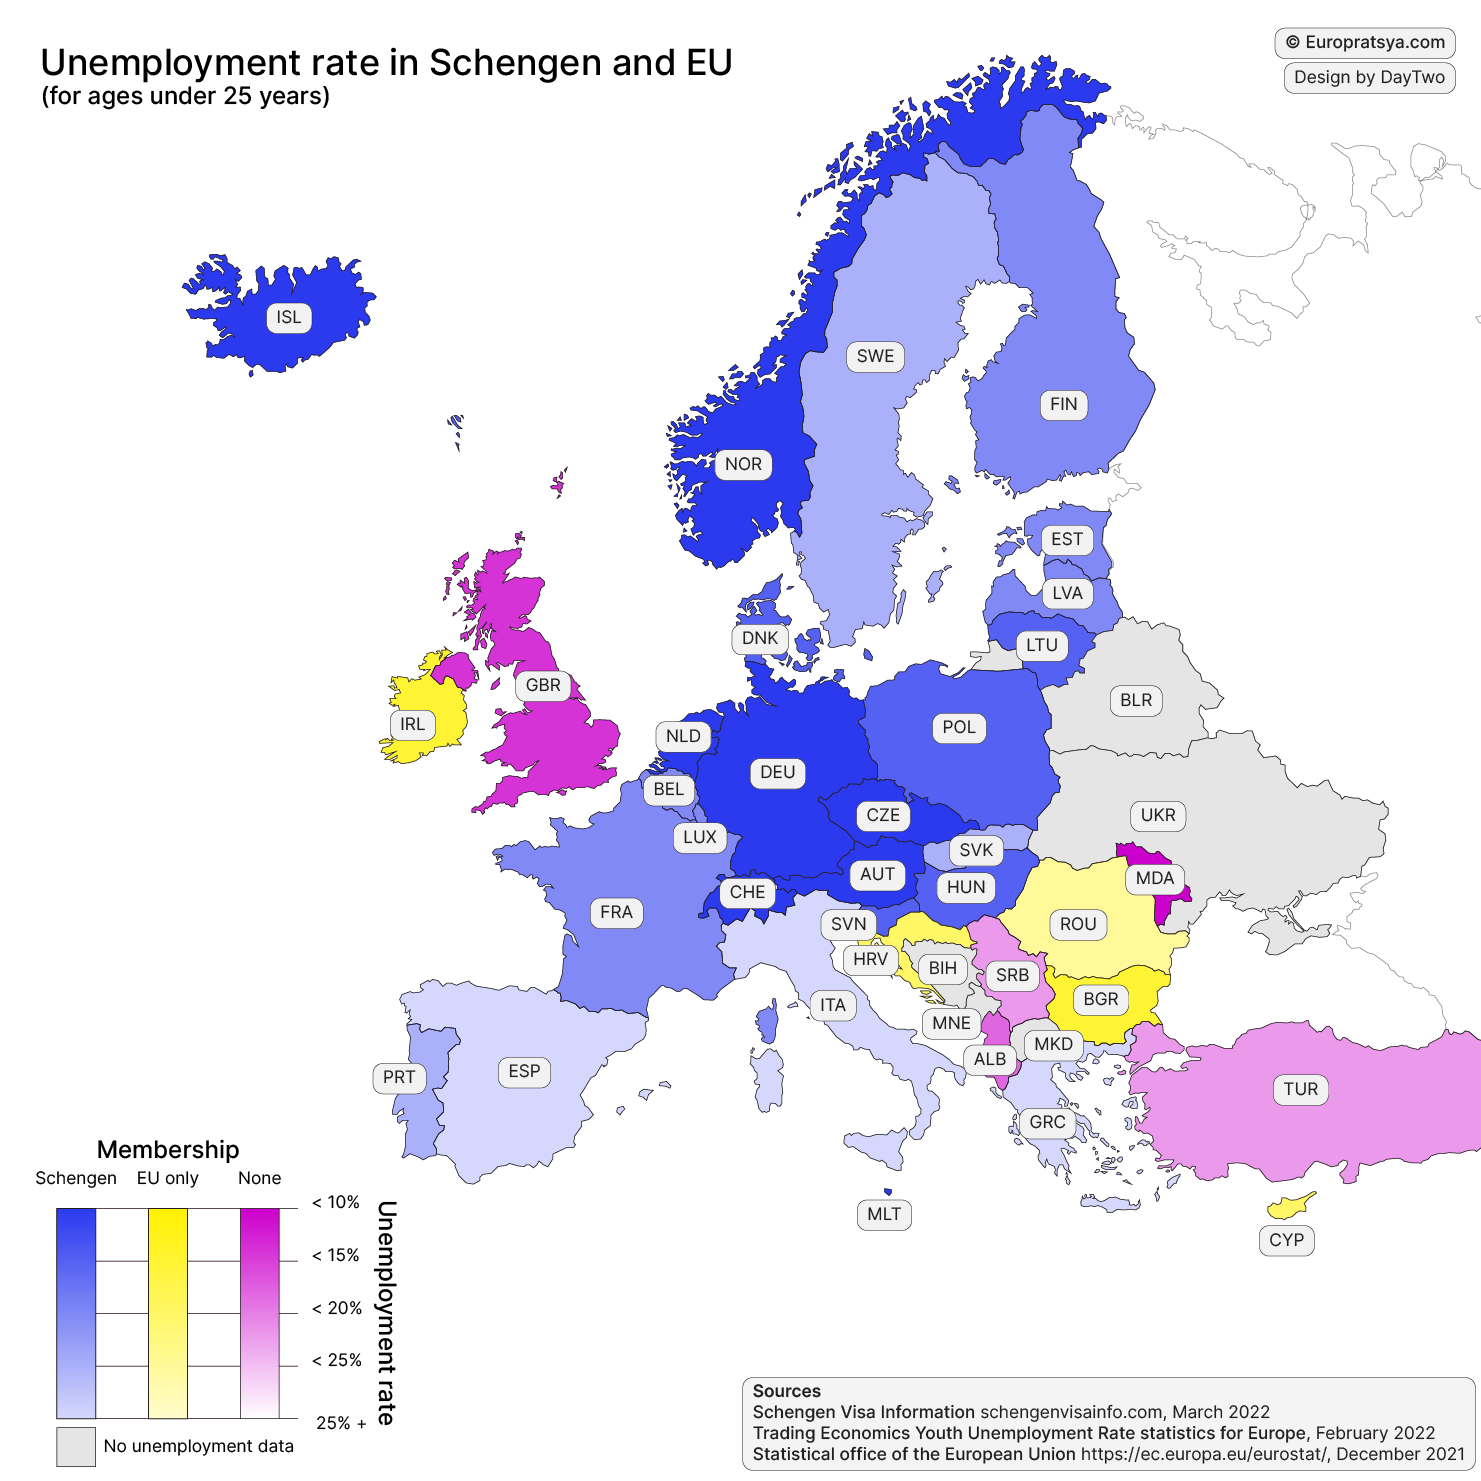 Unemployment rate in Schengen and EU
(for ages under 25 years)
© Europratsya.com
Design by DayTwo
ISL
SWE
FIN
NOR
EST
LVA
DNK
LTU
GBR
BLR
IRL
POL
NLD
DEU
BEL
CZE
UKR
LUX
SVK
AUT
MDA
HUN
CHE
FRA
SVN
ROU
HRV
BIH
SRB
BGR
ITA
MNE
MKD
ALB
ESP
PRT
TUR
GRC
MLT
CYP
Membership
Schengen EU only None
< 10%
< 15%
< 20%
< 25%
25% +
Unemployment rate
No unemployment data
Sources
Schengen Visa Information schengenvisainfo.com, March 2022
Trading Economics Youth Unemployment Rate statistics for Europe, February 2022
Statistical office of the European Union https://ec.europa.eu/eurostat/, December 2021